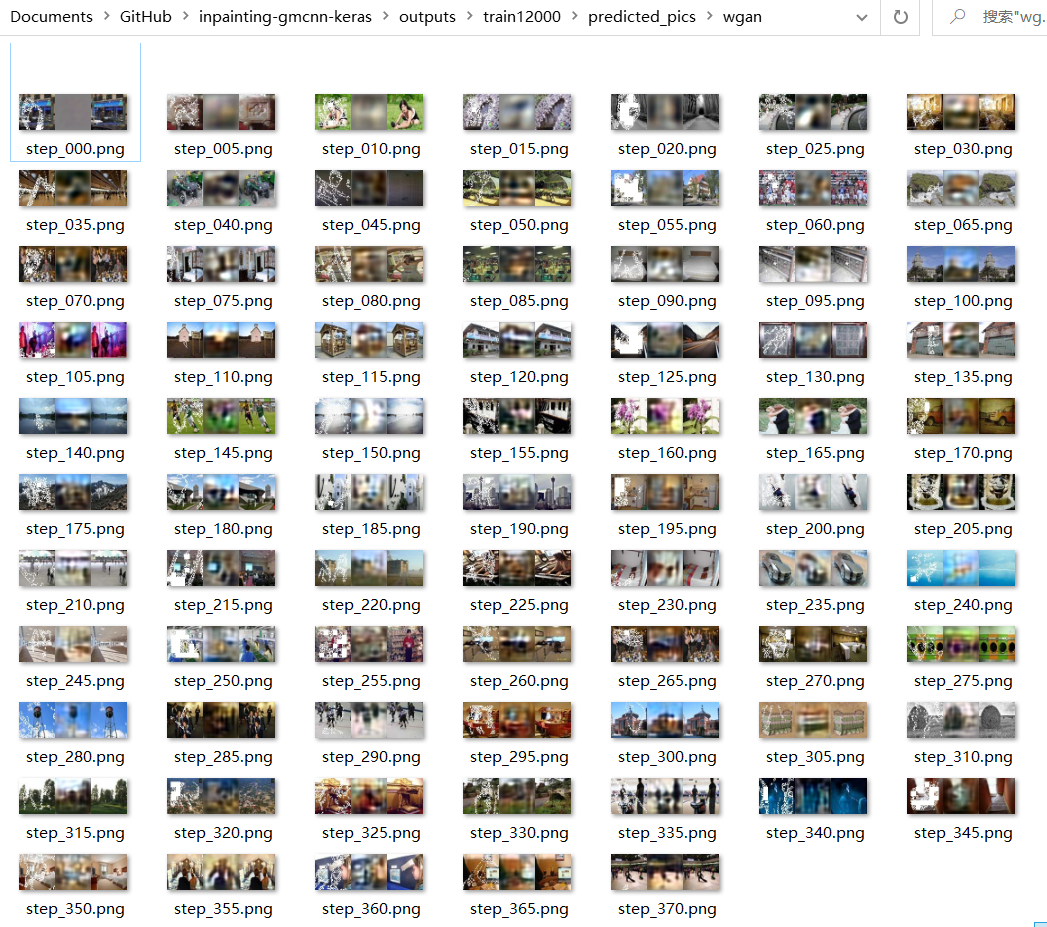 Documents > GitHub > inpainting-gmcnn-keras > outputs > train12000 > predicted_pics > wgan 搜索"wg.
step_000.png step_005.png step_010.png step_015.png step_020.png step_025.png step_030.png
step_035.png step_040.png step_045.png step_050.png step_055.png step_060.png step_065.png
step_070.png step_075.png step_080.png step_085.png step_090.png step_095.png step_100.png
step_105.png step_110.png step_115.png step_120.png step_125.png step_130.png step_135.png
step_140.png step_145.png step_150.png step_155.png step_160.png step_165.png step_170.png
step_175.png step_180.png step_185.png step_190.png step_195.png step_200.png step_205.png
step_210.png step_215.png step_220.png step_225.png step_230.png step_235.png step_240.png
step_245.png step_250.png step_255.png step_260.png step_265.png step_270.png step_275.png
step_280.png step_285.png step_290.png step_295.png step_300.png step_305.png step_310.png
step_315.png step_320.png step_325.png step_330.png step_335.png step_340.png step_345.png
step_350.png step_355.png step_360.png step_365.png step_370.png